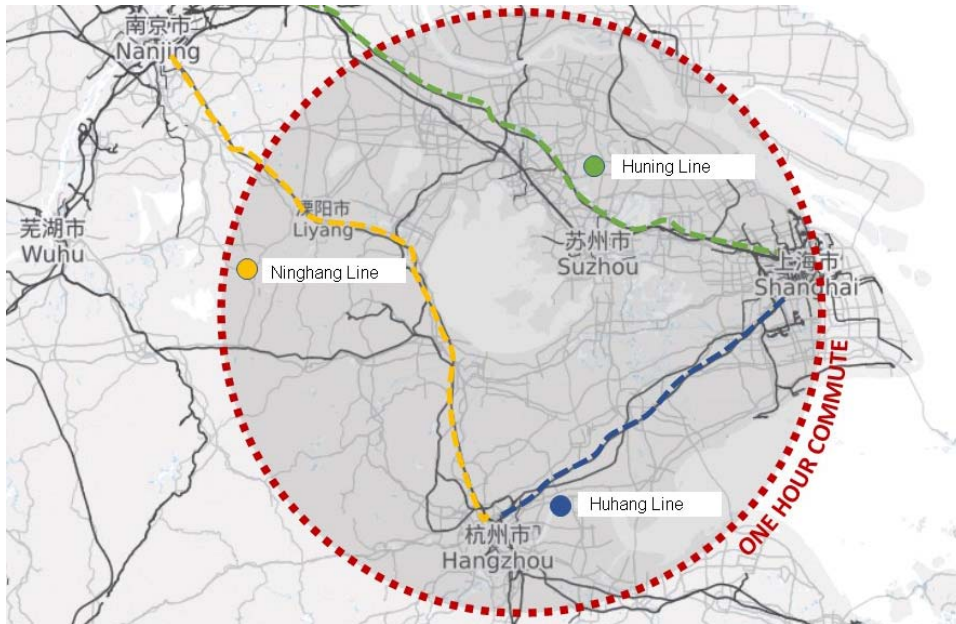 南京市
Nanjing
Huning Line
溧阳市
Liyang
芜湖市
Wuhu
苏州市
Suzhou
上海市
Shanghai
Ninghang Line
ONE HOUR COMMUTE
Huhang Line
杭州市
Hangzhou